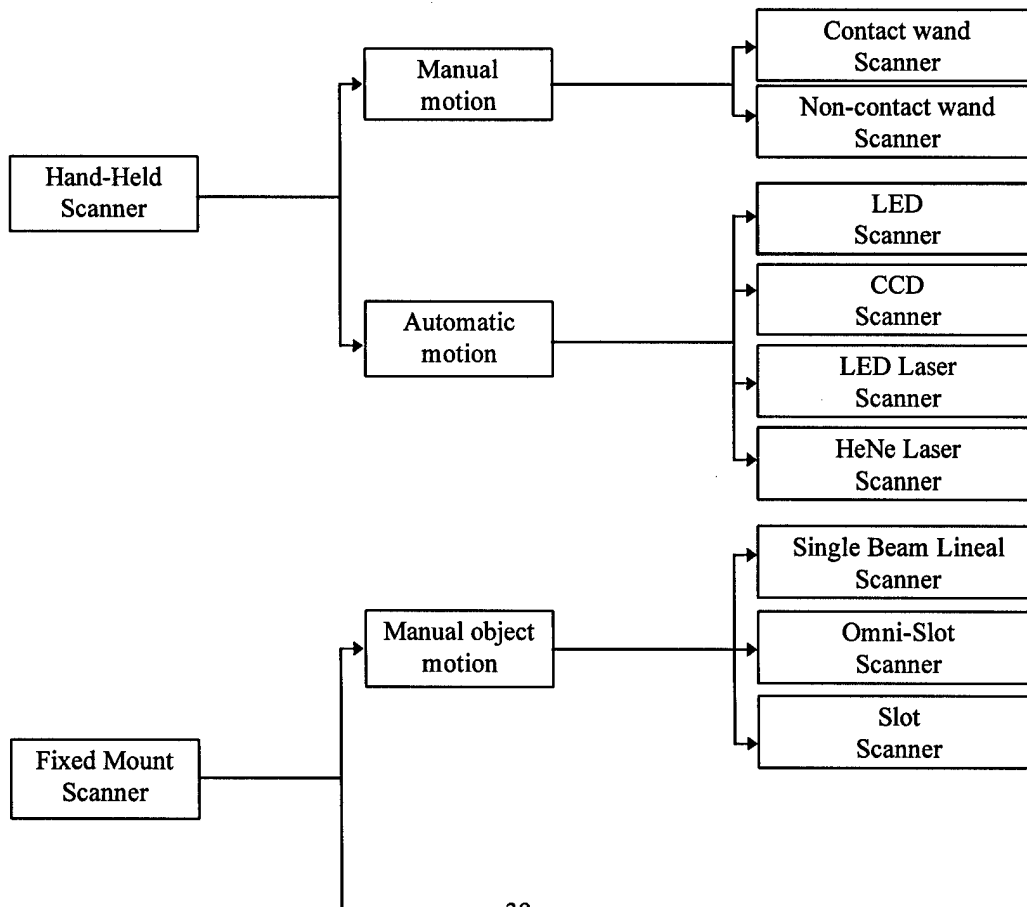 Contact wand
Scanner
Manual
motion
Non-contact wand
Scanner
Hand-Held
Scanner
LED
Scanner
CCD
Scanner
Automatic
motion
LED Laser
Scanner
HeNe Laser
Scanner
Single Beam Lineal
Scanner
Manual object
motion
Omni-Slot
Scanner
Slot
Scanner
Fixed Mount
Scanner